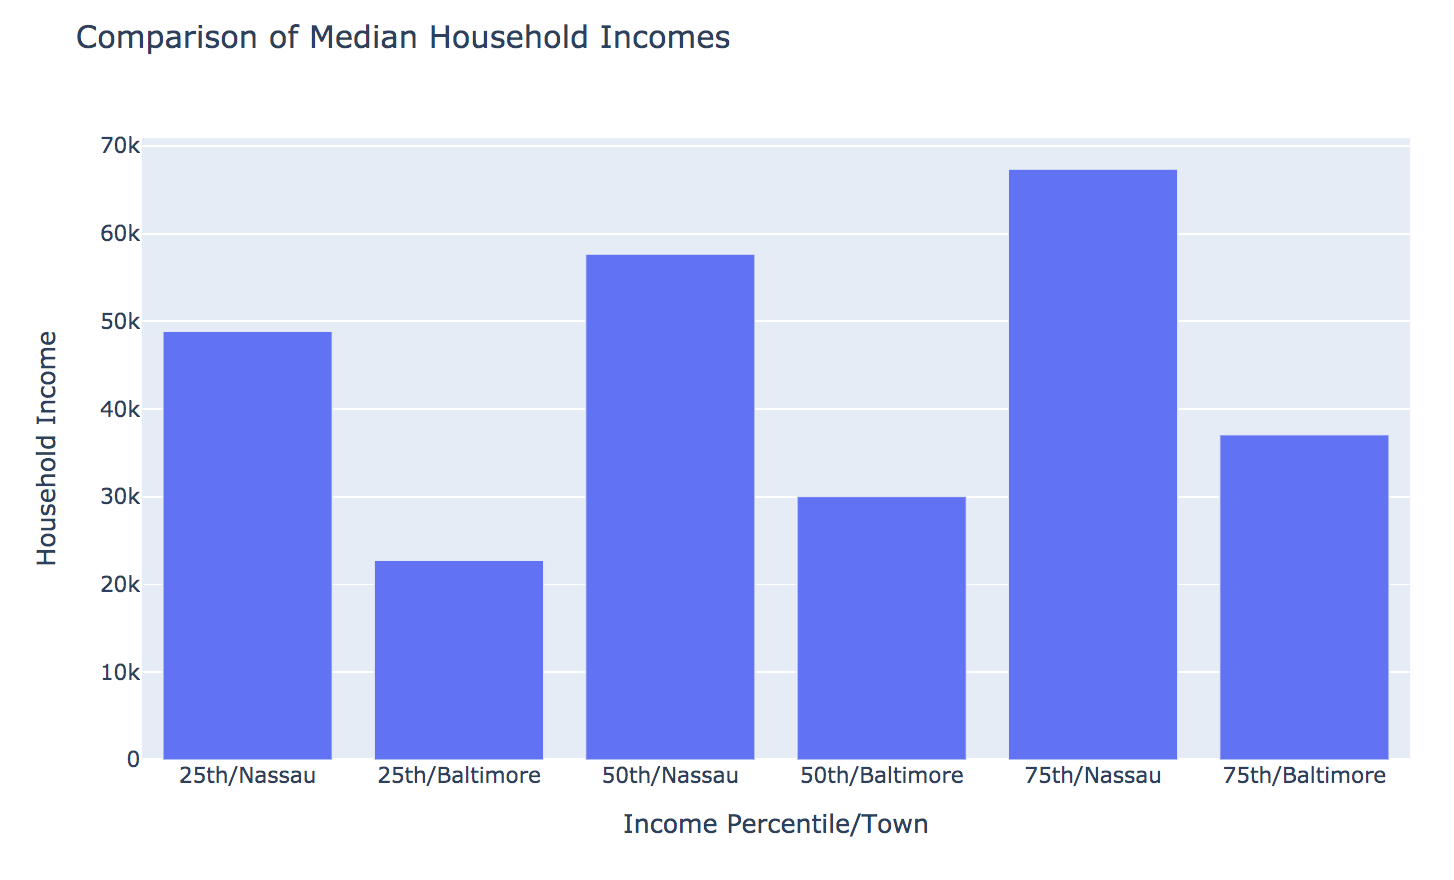 Comparison of Median Household Incomes
70k
60k
50k
40k
30k
20k
10k
0
Household Income
25th/Nassau 25th/Baltimore 50th/Nassau 50th/Baltimore 75th/Nassau 75th/Baltimore
Income Percentile/Town